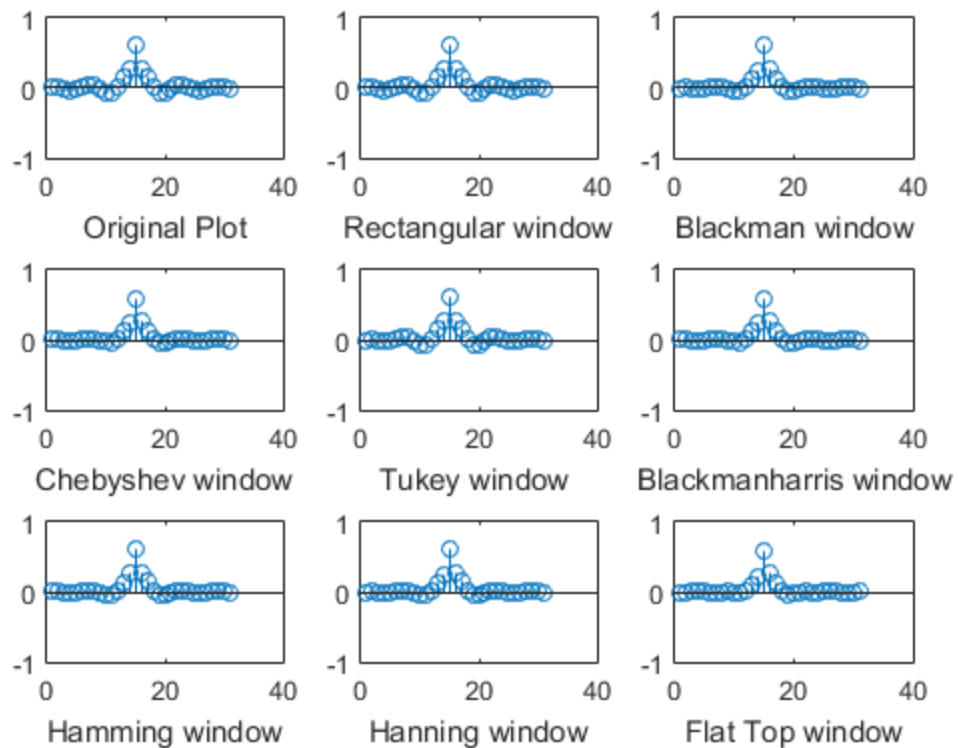 1 1 1
0 0 0
-1 -1 -1
0 20 40 0 20 40 0 20 40
Original Plot Rectangular window Blackman window
1 1 1
0 0 0
-1 -1 -1
0 20 40 0 20 40 0 20 40
Chebyshev window Tukey window Blackmanharris window
1 1 1
0 0 0
-1 -1 -1
0 20 40 0 20 40 0 20 40
Hamming window Hanning window Flat Top window